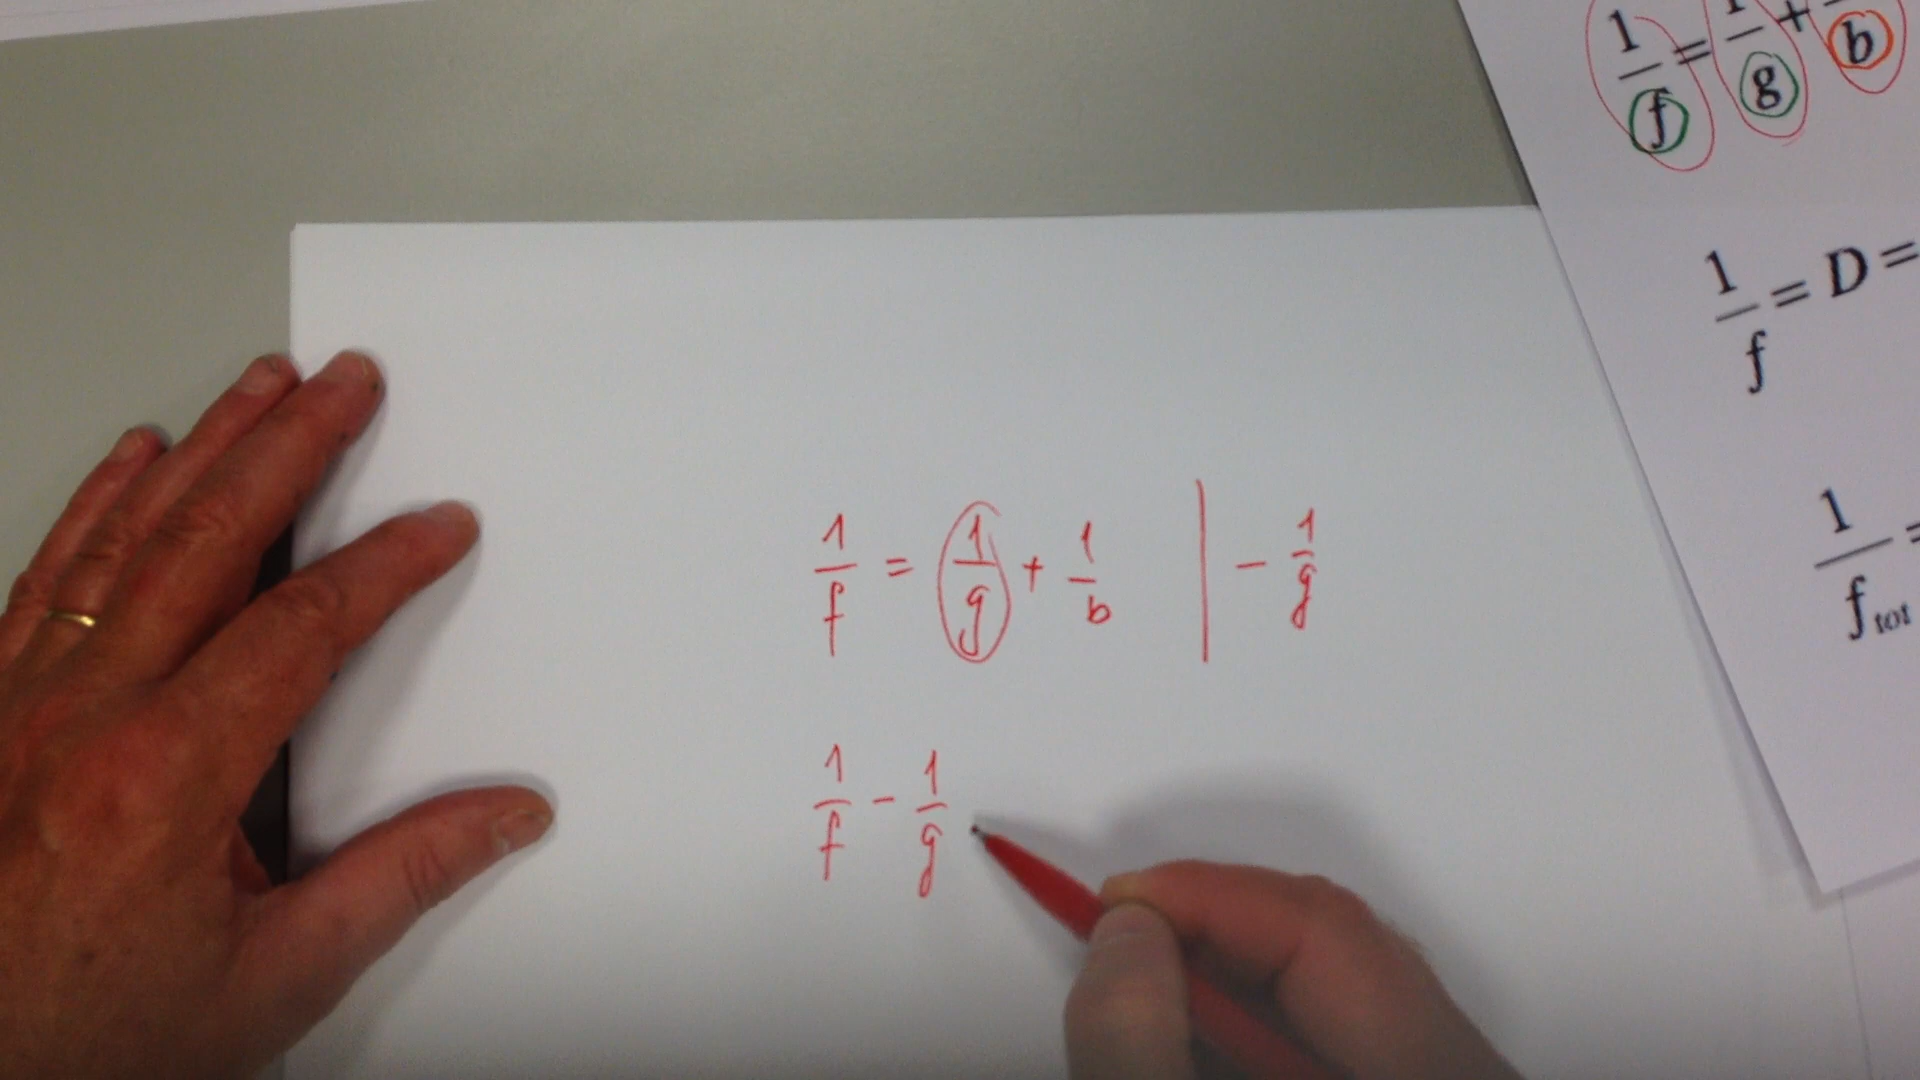 1/f = 1/g + 1/b | - 1/g
1/f - 1/g
1/f = 1/g + b
1/f = D =
1/f_tot =